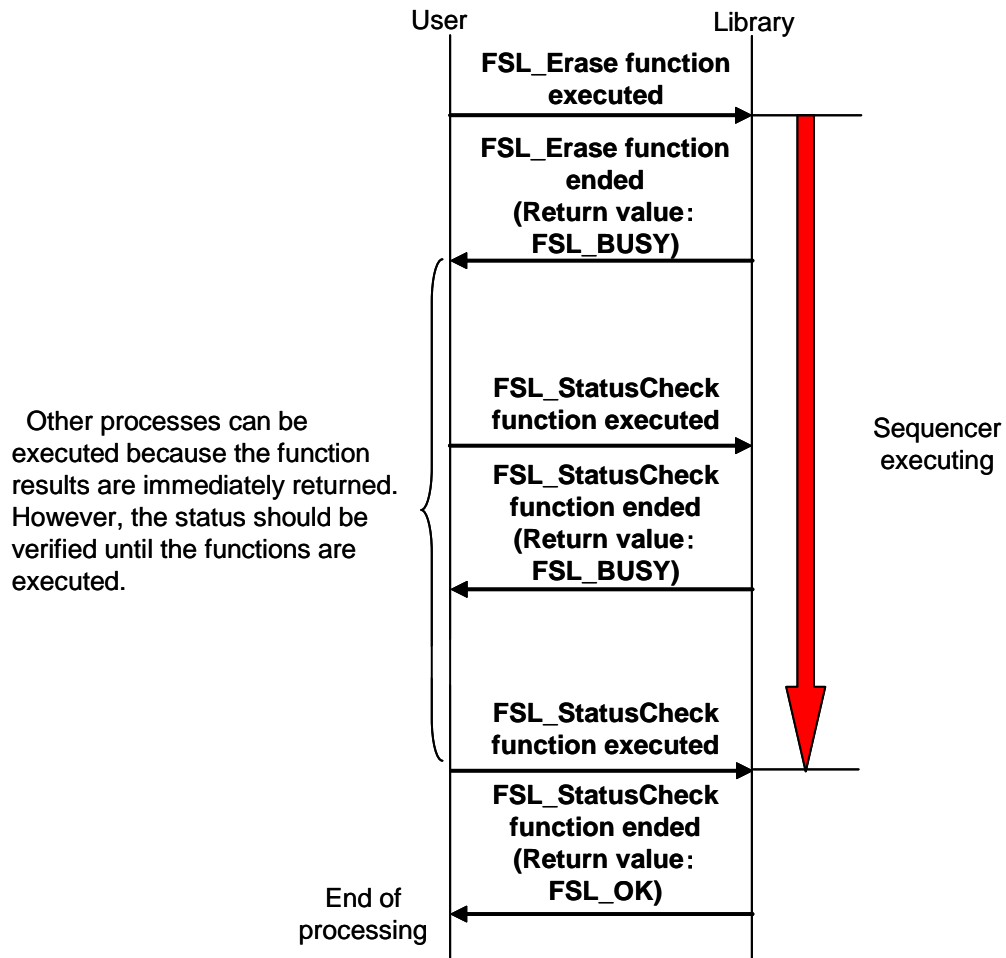 User
Library
FSL_Erase function
executed
FSL_Erase function
ended
(Return value:
FSL_BUSY)
FSL_StatusCheck
function executed
Other processes can be
executed because the function
results are immediately returned.
However, the status should be
verified until the functions are
executed.
Sequencer
executing
FSL_StatusCheck
function ended
(Return value:
FSL_BUSY)
FSL_StatusCheck
function executed
FSL_StatusCheck
function ended
(Return value:
FSL_OK)
End of
processing